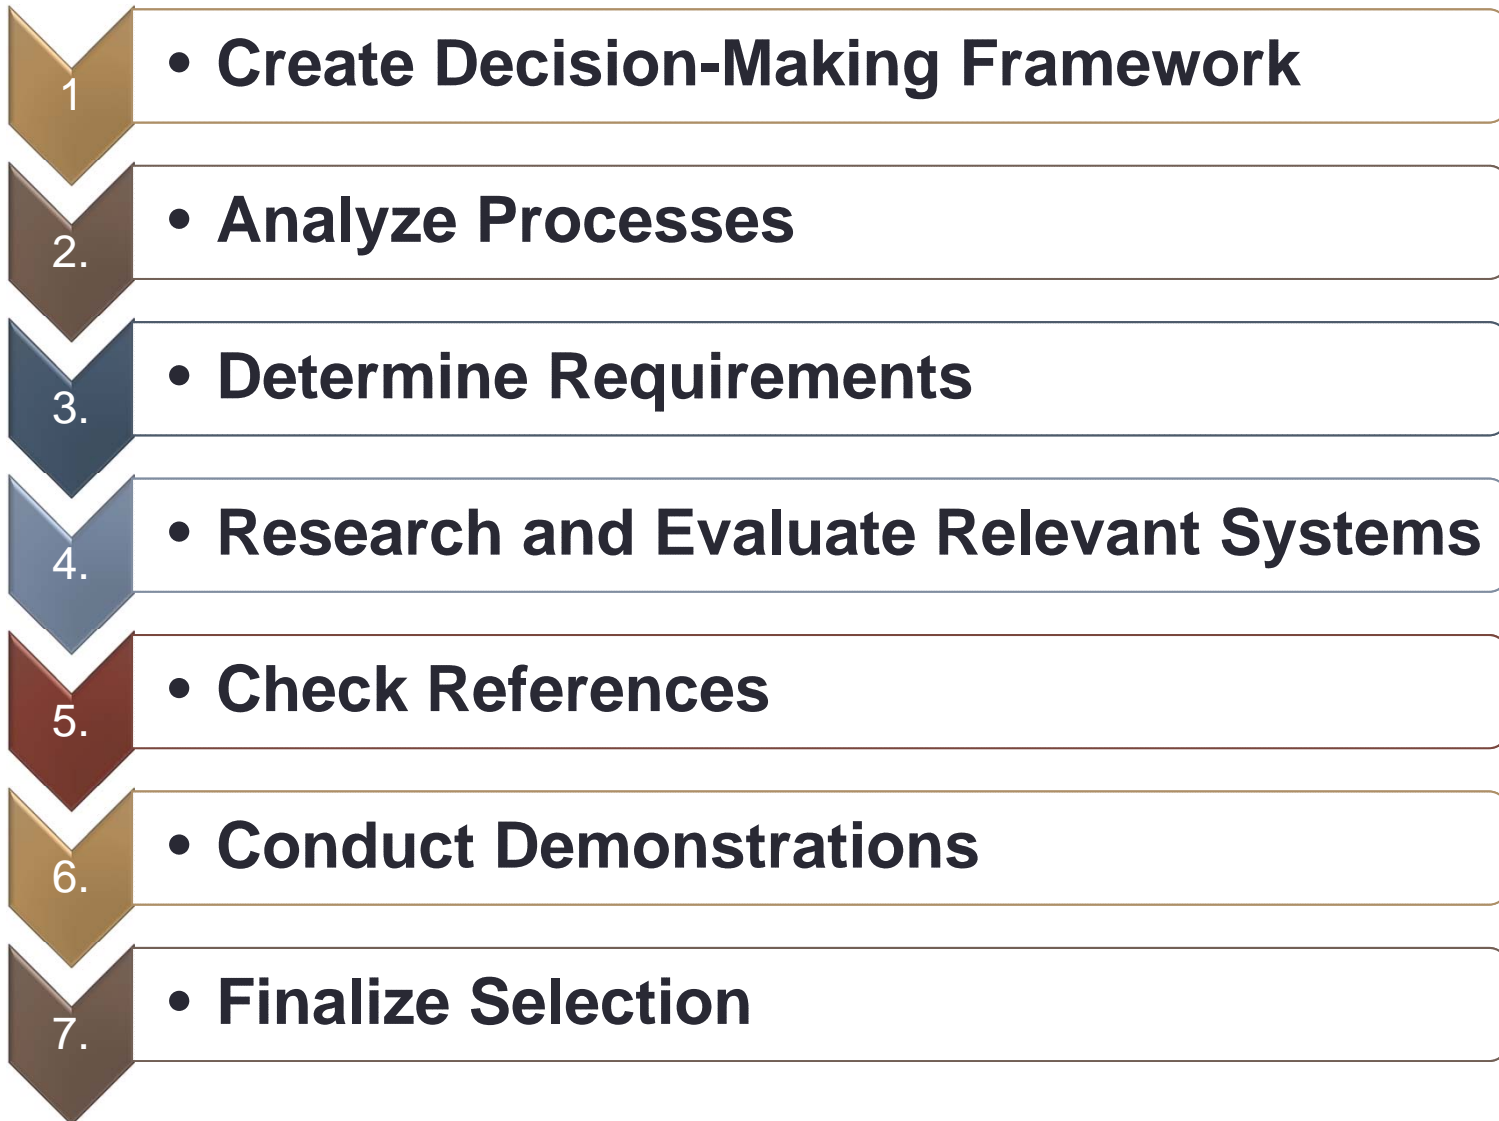 1
• Create Decision-Making Framework
2.
• Analyze Processes
3.
• Determine Requirements
4.
• Research and Evaluate Relevant Systems
5.
• Check References
6.
• Conduct Demonstrations
7.
• Finalize Selection